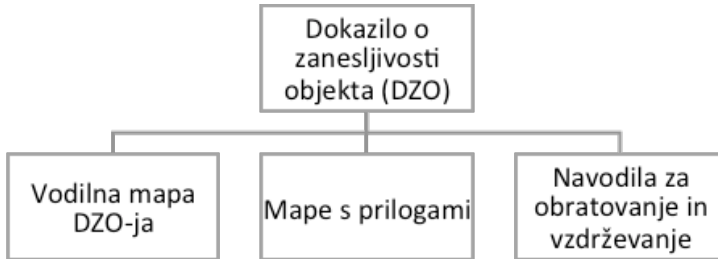 Dokazilo o
zanesljivosti
objekta (DZO)
Vodilna mapa
DZO-ja
Mape s prilogami
Navodila za
obratovanje in
vzdrževanje